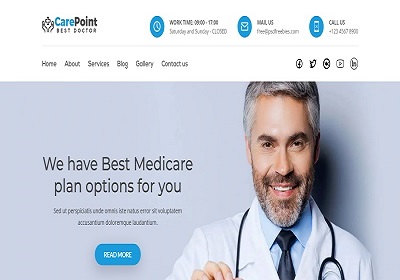 CarePoint
BEST DOCTOR
WORK TIME: 09:00 - 17:00
Saturday and Sunday - CLOSED
MAIL US
free@psdfreebies.com
CALL US
+123 4567 8900
Home About Services Blog Gallery Contact us
We have Best Medicare
plan options for you
Sed ut perspiciatis unde omnis iste natus error sit voluptatem
accusantium doloremque laudantium.
READ MORE